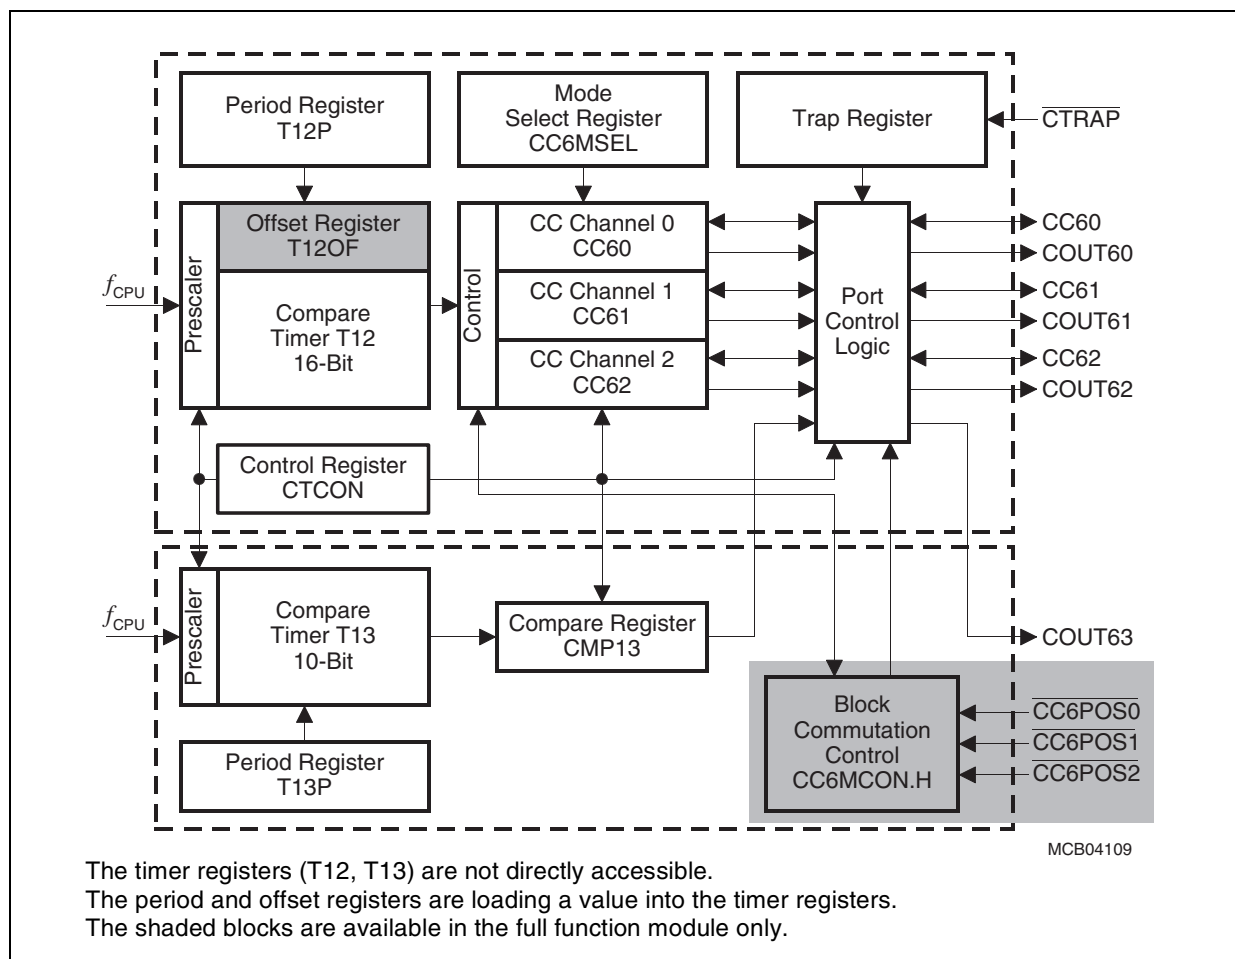 Period Register
T12P
Mode
Select Register
CC6MSEL
Trap Register
CTRAP
Prescaler
Offset Register
T12OF
Compare
Timer T12
16-Bit
fCPU
Control
CC Channel 0
CC60
CC Channel 1
CC61
CC Channel 2
CC62
Port
Control
Logic
CC60
COUT60
CC61
COUT61
CC62
COUT62
Control Register
CTCON
fCPU
Prescaler
Compare
Timer T13
10-Bit
Compare Register
CMP13
COUT63
Period Register
T13P
Block
Commutation
Control
CC6MCON.H
CC6POS0
CC6POS1
CC6POS2
MCB04109
The timer registers (T12, T13) are not directly accessible.
The period and offset registers are loading a value into the timer registers.
The shaded blocks are available in the full function module only.